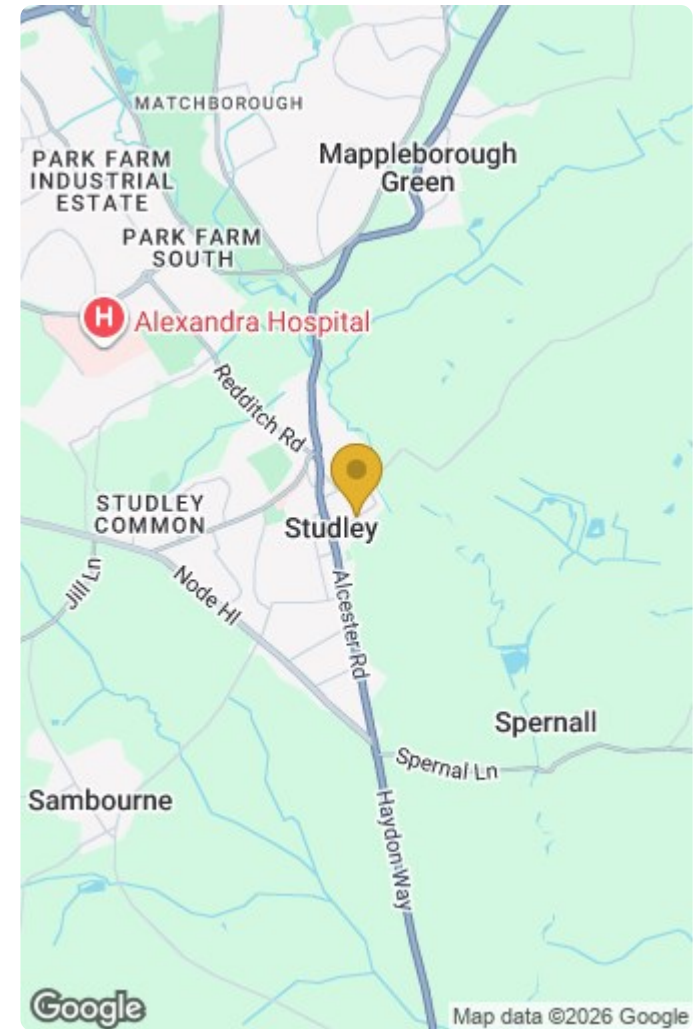 MATCHBOROUGH
PARK FARM
INDUSTRIAL
ESTATE
Mappleborough
Green
PARK FARM
SOUTH
H
Alexandra Hospital
Redditch Rd
STUDLEY
COMMON
Studley
Jill Ln
Node Hl
Alcester Rd
Spernall
Spernal Ln
Sambourne
Haydon Way
Google
Map data ©2026 Google